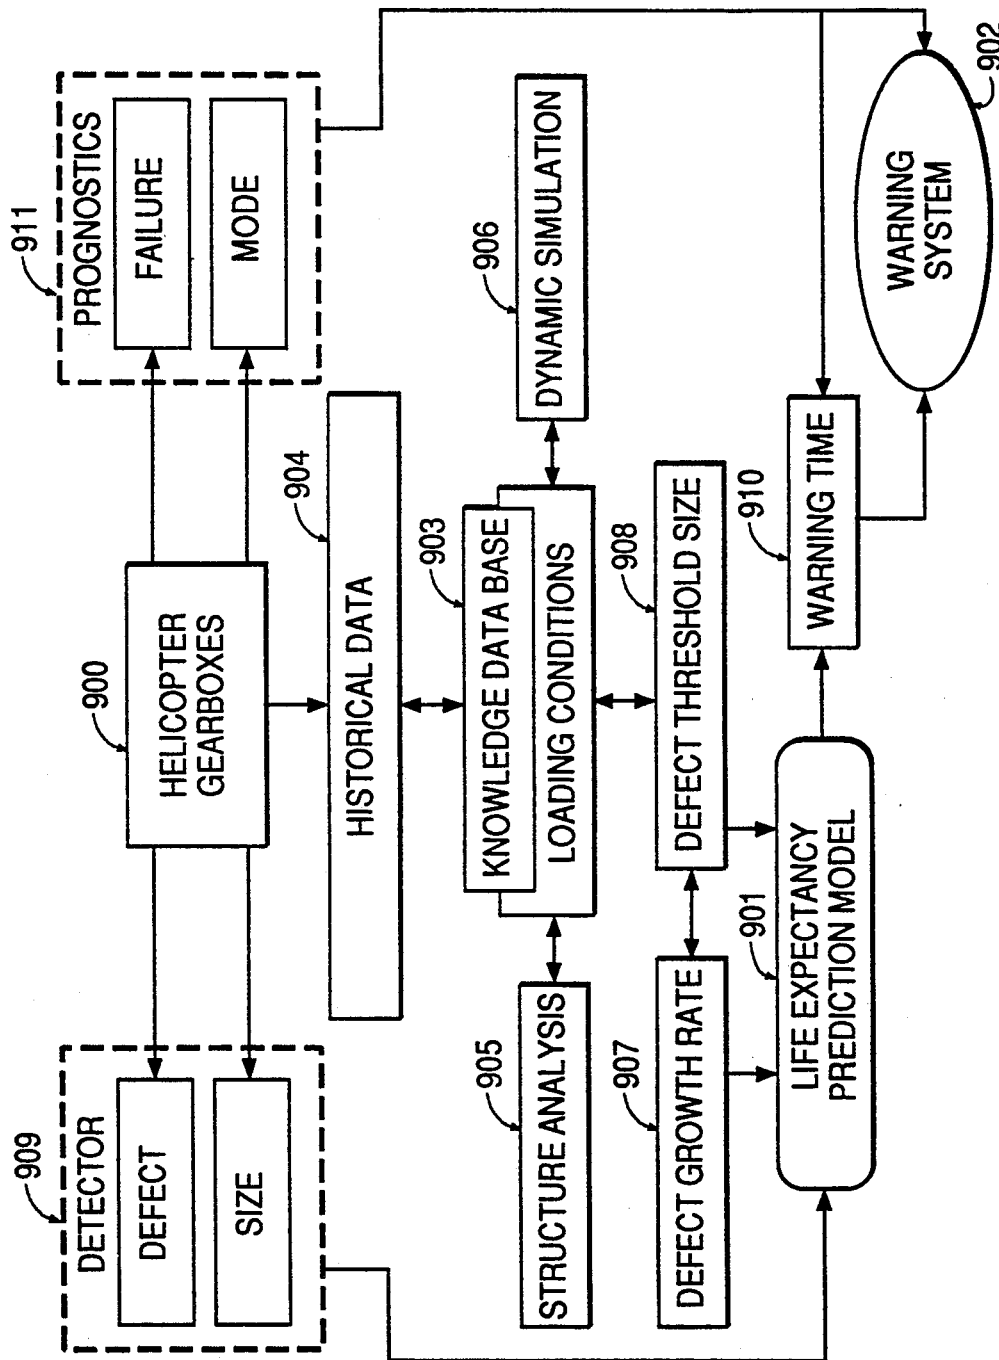 909
DETECTOR
DEFECT
SIZE
900
HELICOPTER
GEARBOXES
911
PROGNOSTICS
FAILURE
MODE
904
HISTORICAL DATA
905
STRUCTURE ANALYSIS
903
KNOWLEDGE DATA BASE
LOADING CONDITIONS
906
DYNAMIC SIMULATION
907
DEFECT GROWTH RATE
908
DEFECT THRESHOLD SIZE
901
LIFE EXPECTANCY
PREDICTION MODEL
910
WARNING TIME
WARNING
SYSTEM
902